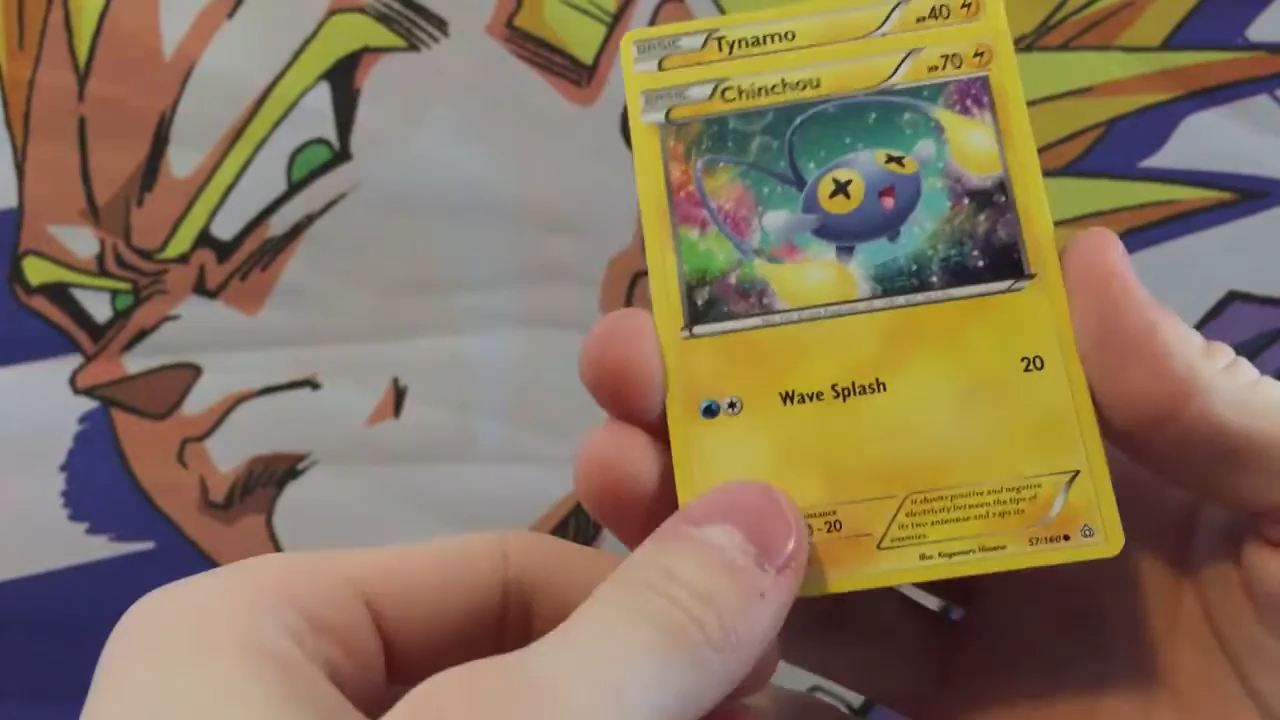 BASIC Tynamo HP40
BASIC Chinchou HP70
Wave Splash 20
-20
It shoots positive and negative
electricity between the tips of
its two antennae and zaps its
enemies.
Illus. Kagemaru Himeno 57/160